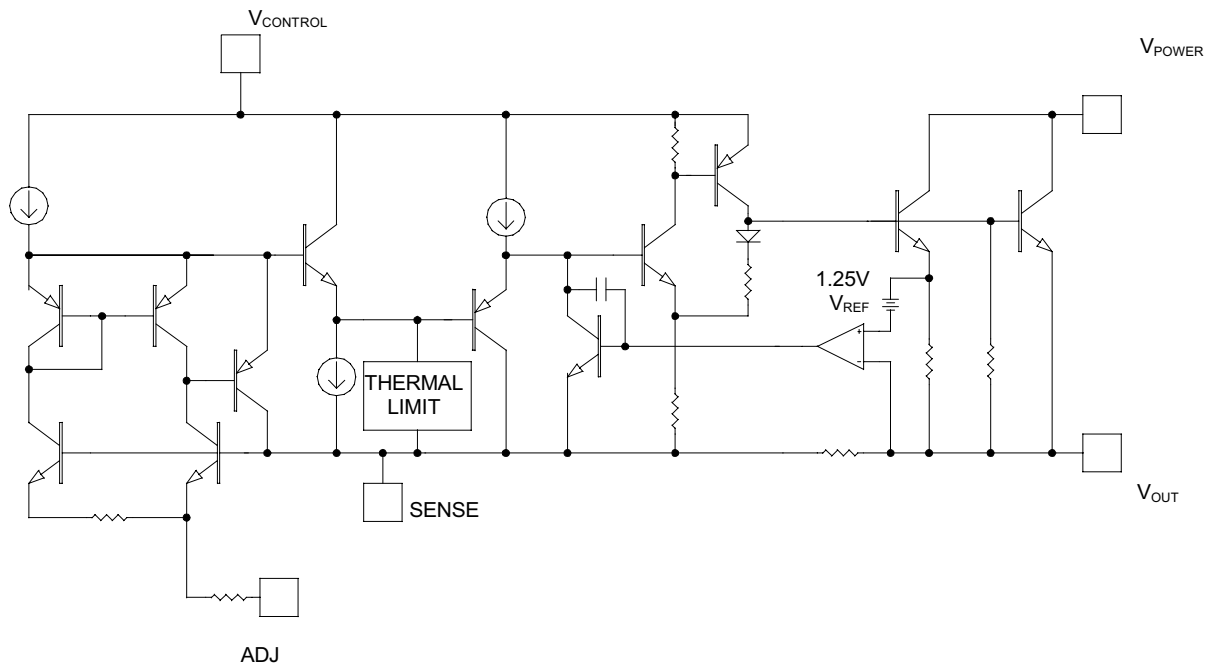 VCONTROL
VPOWER
1.25V
VREF
+
-
THERMAL
LIMIT
SENSE
VOUT
ADJ